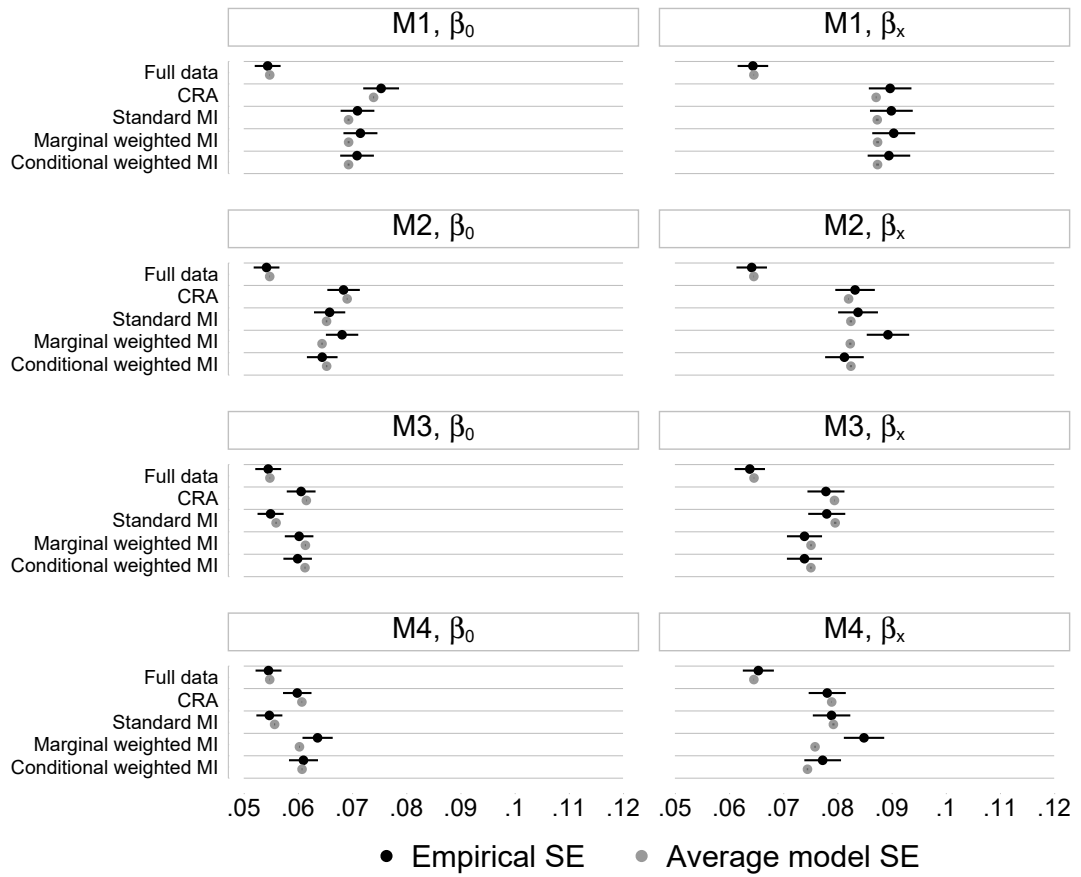 M1, β0 M1, βx
Full data
CRA
Standard MI
Marginal weighted MI
Conditional weighted MI
M2, β0 M2, βx
Full data
CRA
Standard MI
Marginal weighted MI
Conditional weighted MI
M3, β0 M3, βx
Full data
CRA
Standard MI
Marginal weighted MI
Conditional weighted MI
M4, β0 M4, βx
Full data
CRA
Standard MI
Marginal weighted MI
Conditional weighted MI
.05 .06 .07 .08 .09 .1 .11 .12 .05 .06 .07 .08 .09 .1 .11 .12
Empirical SE Average model SE